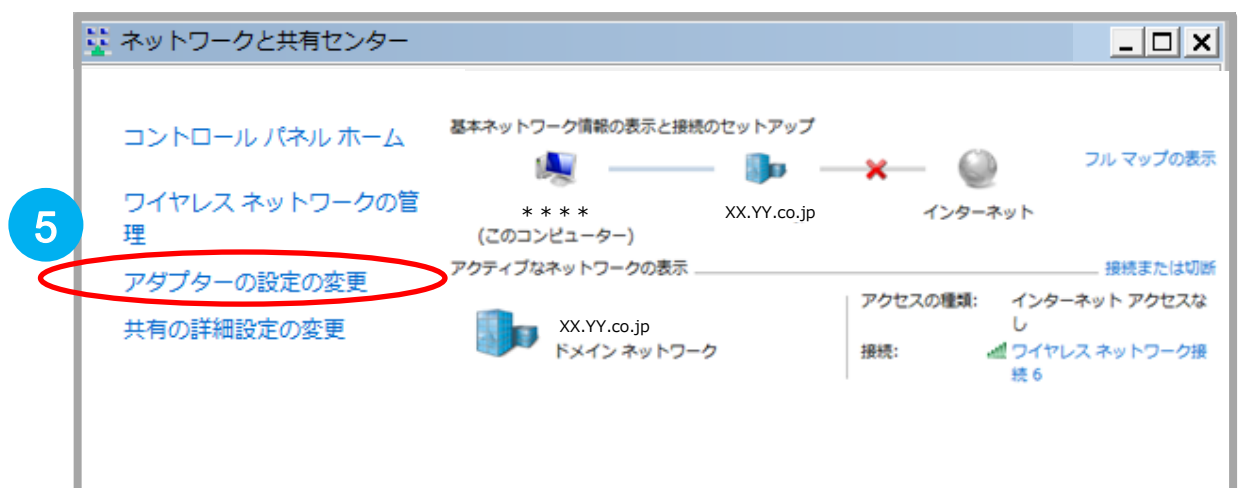 ネットワークと共有センター
コントロール パネル ホーム
ワイヤレス ネットワークの管
理
5
アダプターの設定の変更
共有の詳細設定の変更
基本ネットワーク情報の表示と接続のセットアップ
フル マップの表示
＊＊＊＊
(このコンピューター)
XX.YY.co.jp
インターネット
アクティブなネットワークの表示
接続または切断
XX.YY.co.jp
ドメイン ネットワーク
アクセスの種類:
インターネット アクセスな
し
接続:
ワイヤレス ネットワーク接
続 6